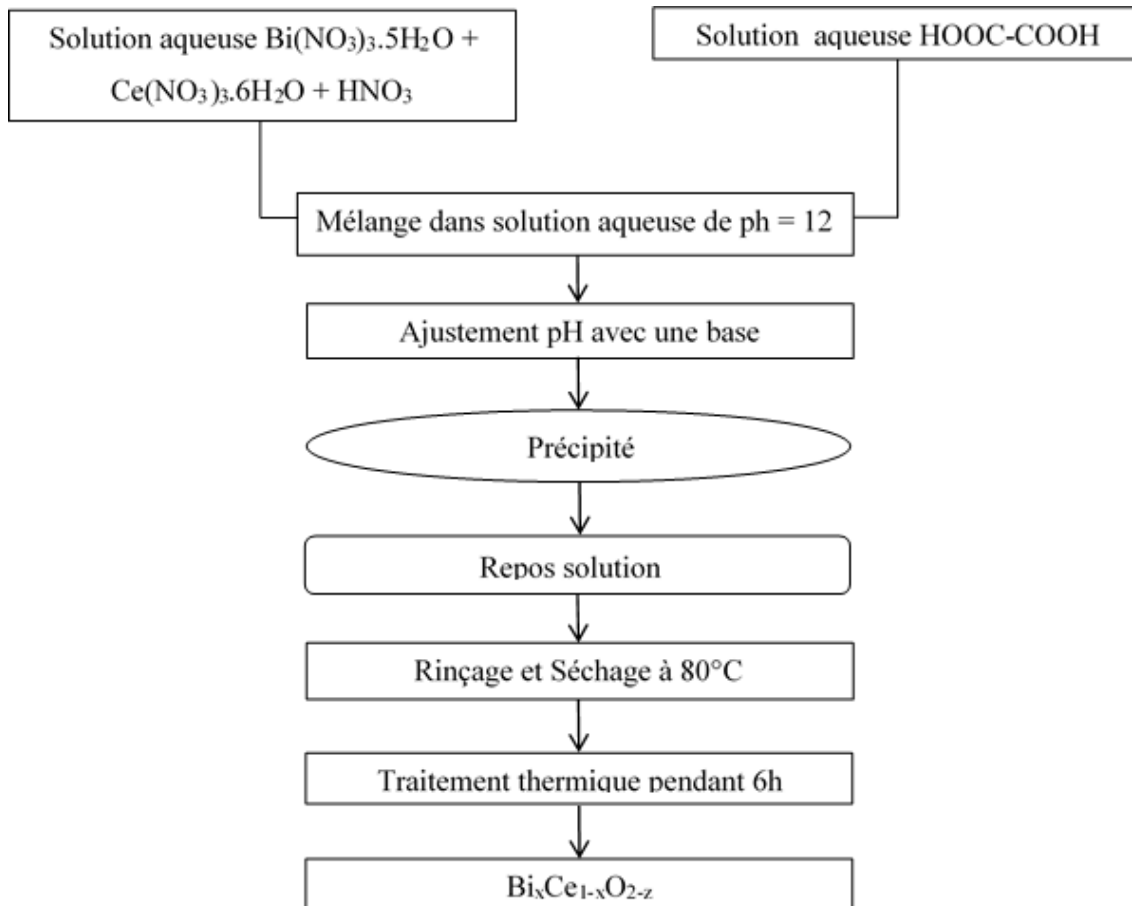 Solution aqueuse Bi(NO₃)₃.5H₂O +
Ce(NO₃)₃.6H₂O + HNO₃
Solution aqueuse HOOC-COOH
Mélange dans solution aqueuse de ph = 12
Ajustement pH avec une base
Précipité
Repos solution
Rinçage et Séchage à 80°C
Traitement thermique pendant 6h
BiₓCe₁₋ₓO₂₋z